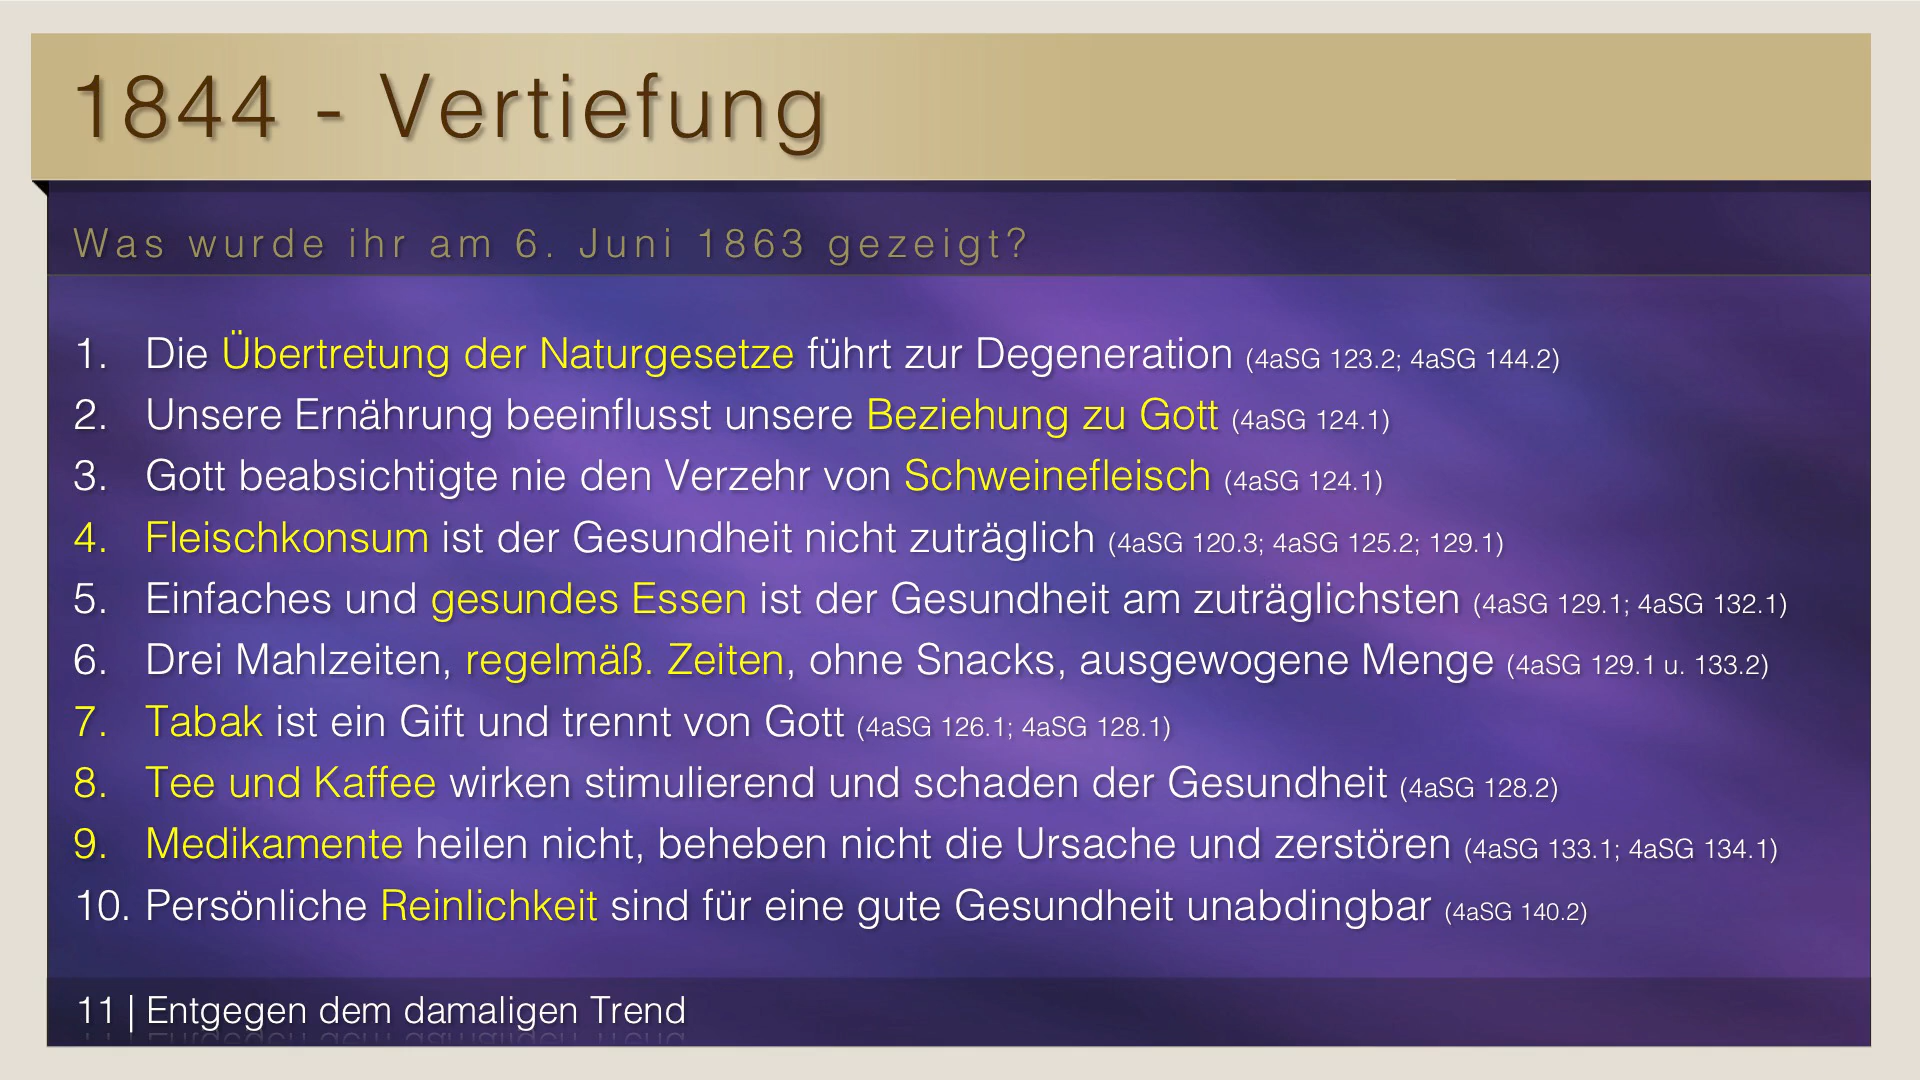 1844 - Vertiefung
Was wurde ihr am 6. Juni 1863 gezeigt?
1. Die Übertretung der Naturgesetze führt zur Degeneration (4aSG 123.2; 4aSG 144.2)
2. Unsere Ernährung beeinflusst unsere Beziehung zu Gott (4aSG 124.1)
3. Gott beabsichtigte nie den Verzehr von Schweinefleisch (4aSG 124.1)
4. Fleischkonsum ist der Gesundheit nicht zuträglich (4aSG 120.3; 4aSG 125.2; 129.1)
5. Einfaches und gesundes Essen ist der Gesundheit am zuträglichsten (4aSG 129.1; 4aSG 132.1)
6. Drei Mahlzeiten, regelmäß. Zeiten, ohne Snacks, ausgewogene Menge (4aSG 129.1 u. 133.2)
7. Tabak ist ein Gift und trennt von Gott (4aSG 126.1; 4aSG 128.1)
8. Tee und Kaffee wirken stimulierend und schaden der Gesundheit (4aSG 128.2)
9. Medikamente heilen nicht, beheben nicht die Ursache und zerstören (4aSG 133.1; 4aSG 134.1)
10. Persönliche Reinlichkeit sind für eine gute Gesundheit unabdingbar (4aSG 140.2)
11 | Entgegen dem damaligen Trend